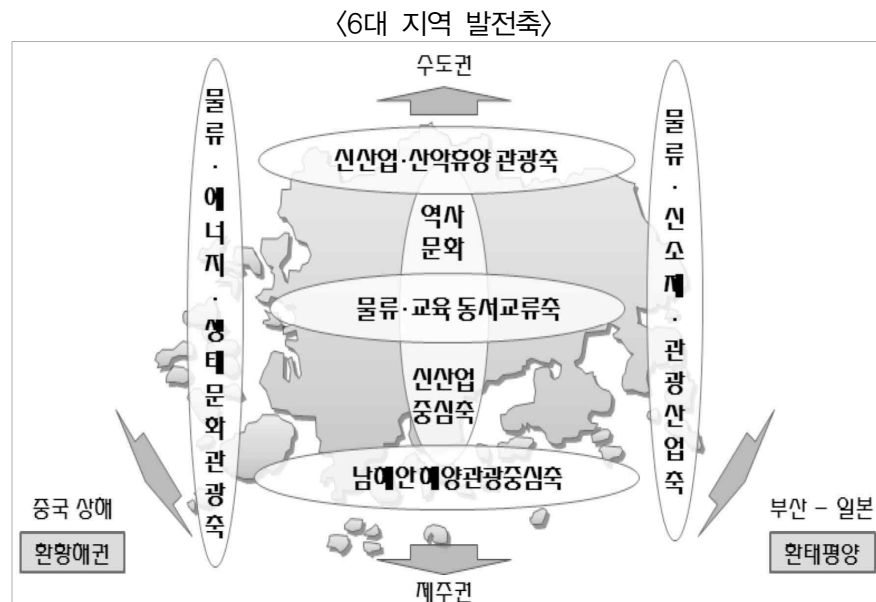 〈6대 지역 발전축〉
수도권
신산업·산악휴양 관광축
물류·에너지·생태문화관광축
역사
문화
물류·신소재·관광산업축
물류·교육 동서교류축
신산업
중심축
남해안해양관광중심축
중국 상해
환황해권
부산 – 일본
환태평양
제주권